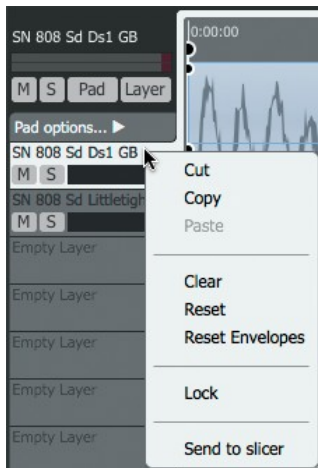 SN 808 Sd Ds1 GB
0:00:00
M S Pad Layer
Pad options... ▶
SN 808 Sd Ds1 GB
M S
SN 808 Sd Littletigh
M S
Empty Layer
Empty Layer
Empty Layer
Empty Layer
Empty Layer
Cut
Copy
Paste
Clear
Reset
Reset Envelopes
Lock
Send to slicer